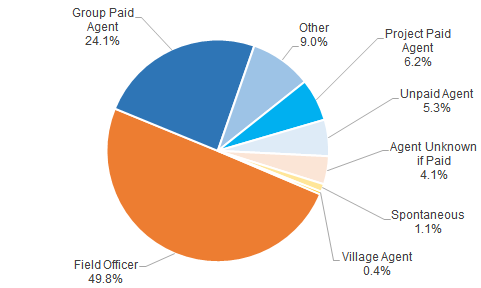 Group Paid
Agent
24.1%
Other
9.0%
Project Paid
Agent
6.2%
Unpaid Agent
5.3%
Agent Unknown
if Paid
4.1%
Spontaneous
1.1%
Village Agent
0.4%
Field Officer
49.8%